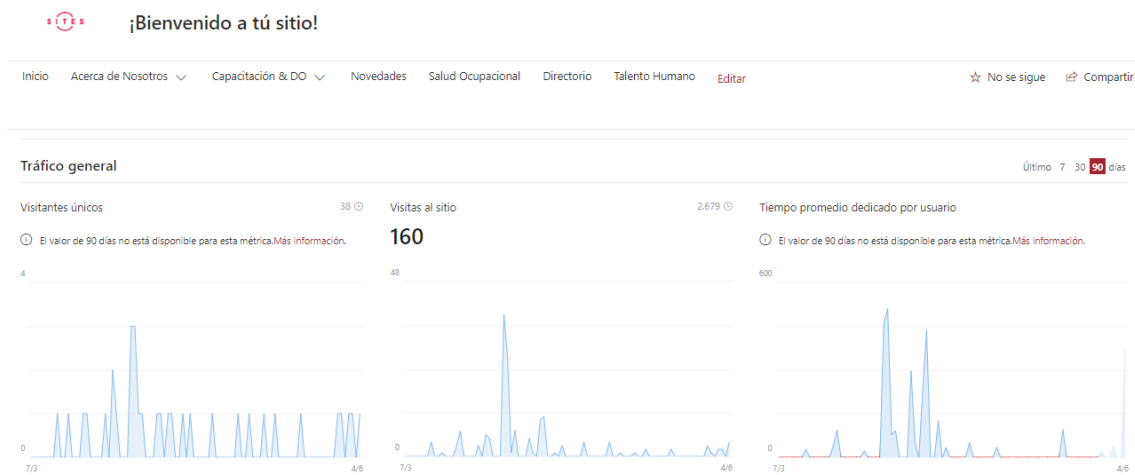 SITES
¡Bienvenido a tú sitio!
Inicio Acerca de Nosotros Capacitación & DO Novedades Salud Ocupacional Directorio Talento Humano Editar No se sigue Compartir
Tráfico general
Último 7 30 90 días
Visitantes únicos 38
El valor de 90 días no está disponible para esta métrica.Más información.
4
0
7/3 4/6
Visitas al sitio 2.679
160
48
0
7/3 4/6
Tiempo promedio dedicado por usuario
El valor de 90 días no está disponible para esta métrica.Más información.
600
0
7/3 4/6